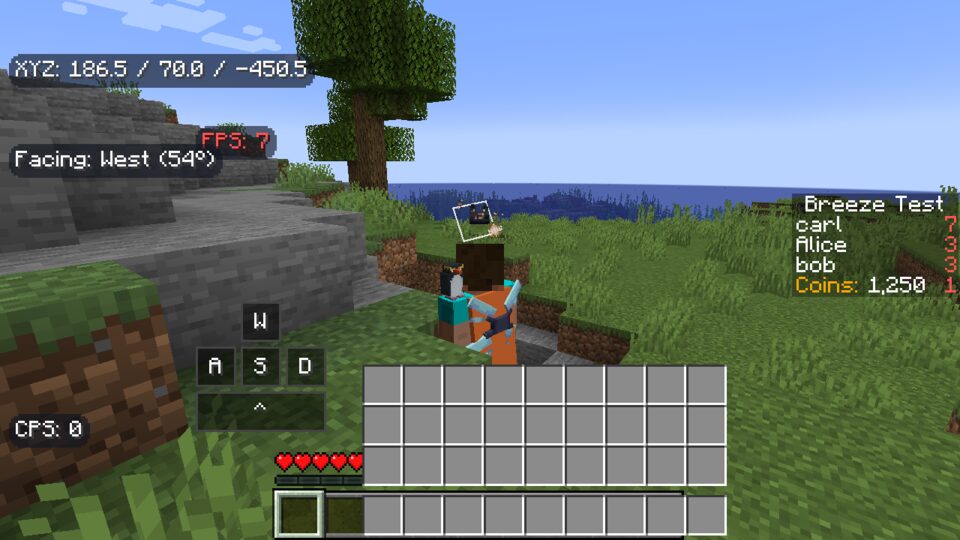 XYZ: 186.5 / 70.0 / -450.5
FPS: 7
Facing: West (54º)
Breeze Test
carl 7
Alice 3
bob 3
Coins: 1,250 1
W
A S D
^
CPS: 0